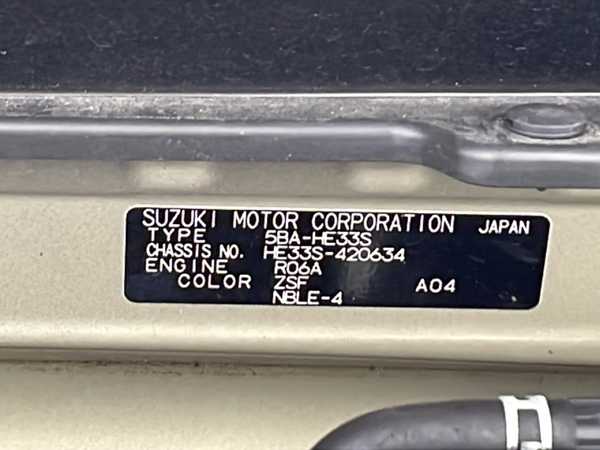 SUZUKI MOTOR CORPORATION JAPAN
TYPE 5BA-HE33S
CHASSIS NO. HE33S-420634
ENGINE R06A
COLOR ZSF A04
NBLE-4